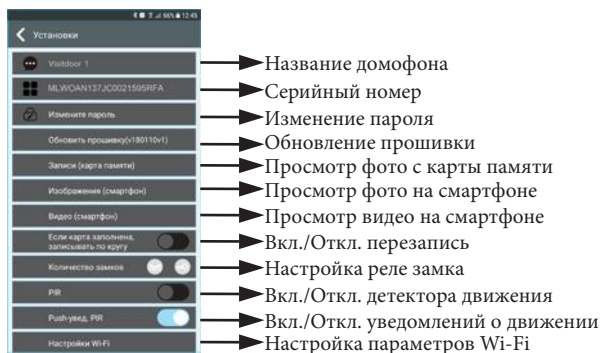 64% 12:45
Установки
Visitdoor 1
Название домофона
MLWOAN137JC0021595RFA
Серийный номер
Измените пароль
Изменение пароля
Обновить прошивку(v180110v1)
Обновление прошивки
Записи (карта памяти)
Просмотр фото с карты памяти
Изображения (смартфон)
Просмотр фото на смартфоне
Видео (смартфон)
Просмотр видео на смартфоне
Если карта заполнена,
записывать по кругу
Вкл./Откл. перезапись
Количество замков
Настройка реле замка
PIR
Вкл./Откл. детектора движения
Push-увед. PIR
Вкл./Откл. уведомлений о движении
Настройки Wi-Fi
Настройка параметров Wi-Fi